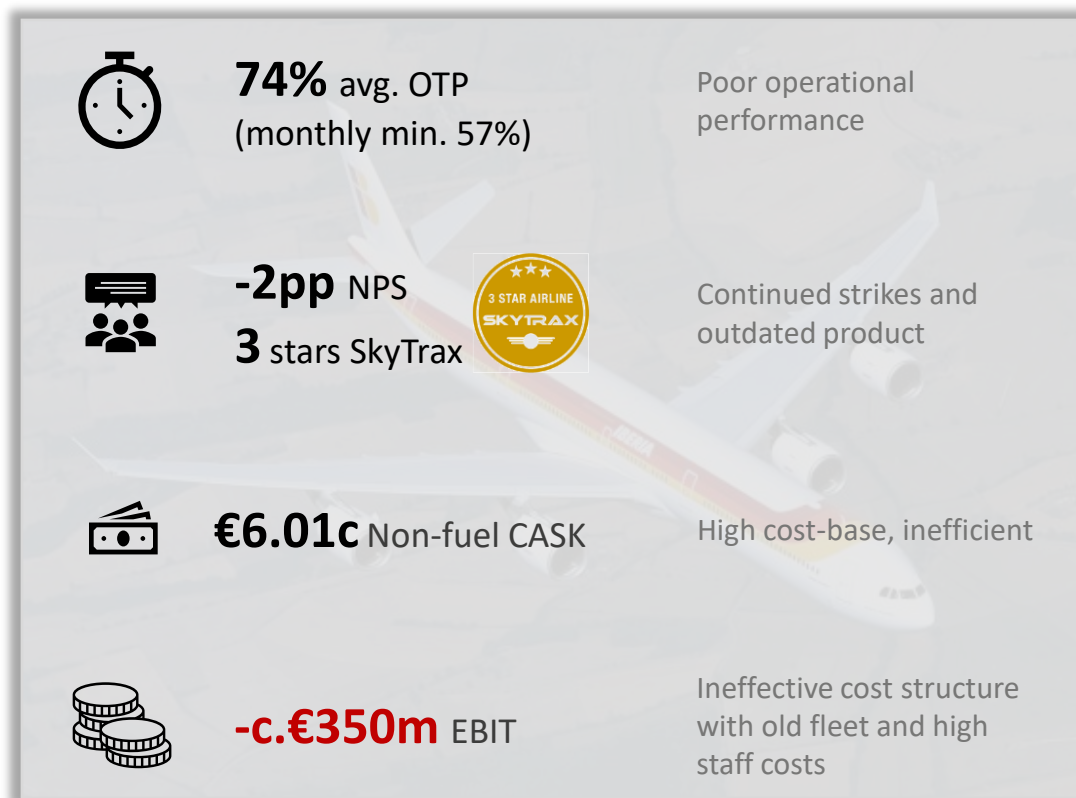 74% avg. OTP
(monthly min. 57%)
Poor operational
performance
-2pp NPS
3 stars SkyTrax
3 STAR AIRLINE
SKYTRAX
Continued strikes and
outdated product
€6.01c Non-fuel CASK
High cost-base, inefficient
-c.€350m EBIT
Ineffective cost structure
with old fleet and high
staff costs
IBERIA